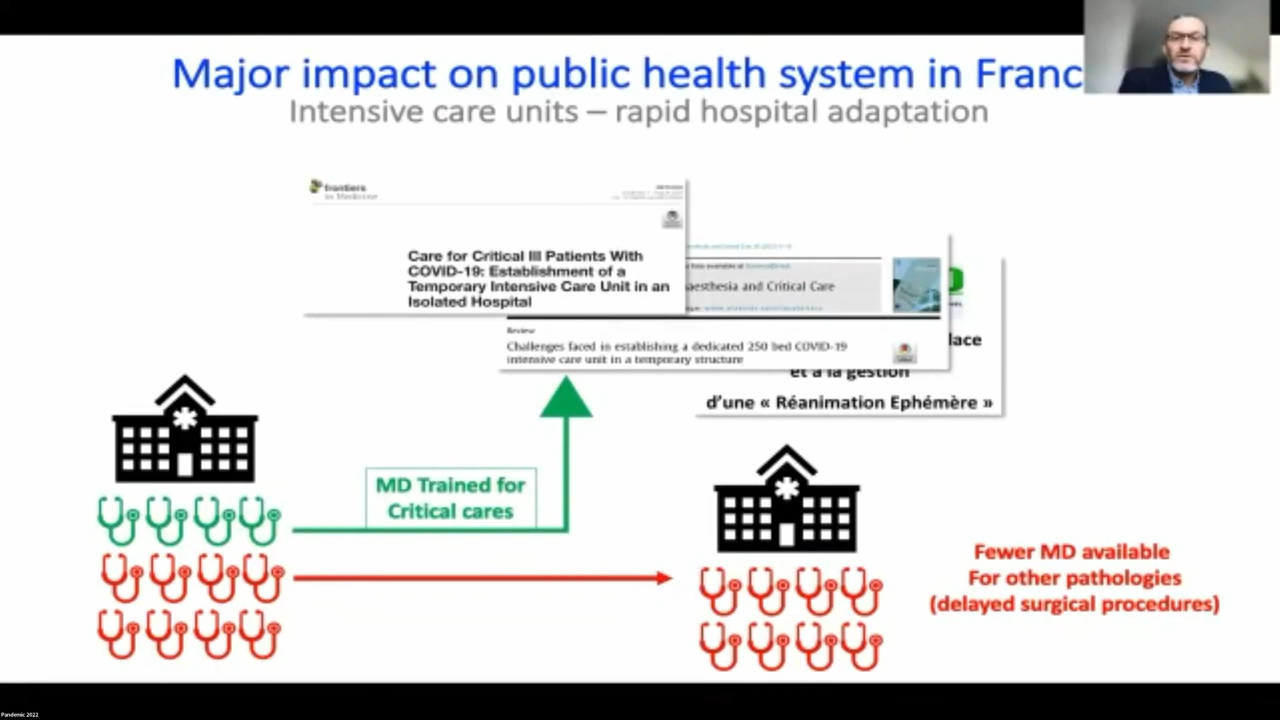 Major impact on public health system in Franc
Intensive care units – rapid hospital adaptation
frontiers
in Medicine
Care for Critical Ill Patients With
COVID-19: Establishment of a
Temporary Intensive Care Unit in an
Isolated Hospital
aesthesia and Critical Care
Review
Challenges faced in establishing a dedicated 250 bed COVID-19
intensive care unit in a temporary structure
lace
et à la gestion
d'une « Réanimation Ephémère »
MD Trained for
Critical cares
Fewer MD available
For other pathologies
(delayed surgical procedures)
Pandemic 2022